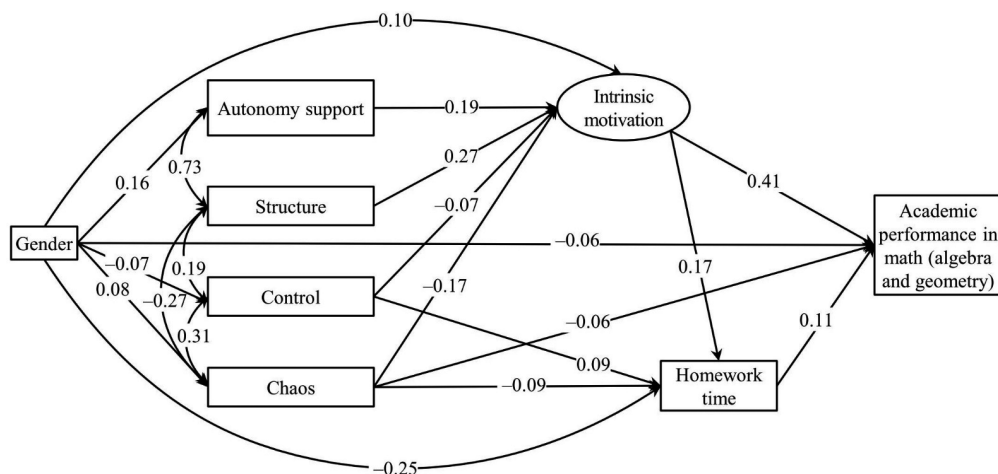 0.10
Autonomy support
0.19
Intrinsic
motivation
0.73
0.27
0.16
0.41
Structure
–0.07
Academic
performance in
math (algebra
and geometry)
Gender
–0.06
–0.07
0.19
0.17
0.08
–0.27
Control
–0.17
–0.06
0.31
0.11
0.09
Chaos
–0.09
Homework
time
–0.25